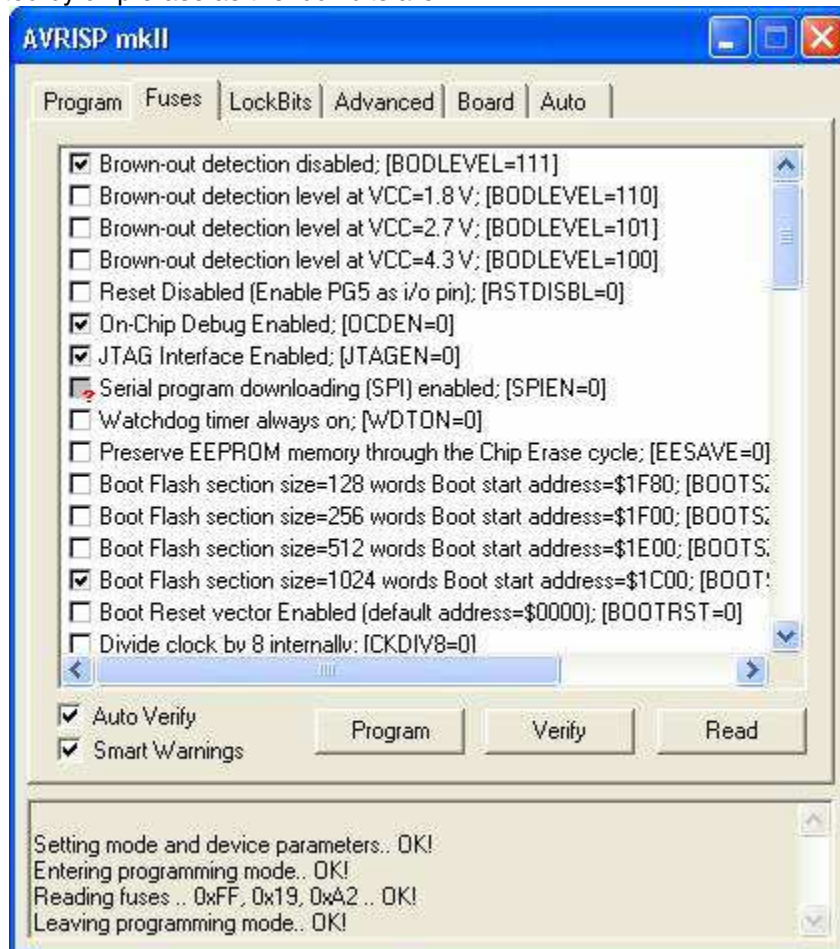 AVRISP mkII
Program Fuses LockBits Advanced Board Auto
Brown-out detection disabled; [BODLEVEL=111]
Brown-out detection level at VCC=1.8 V; [BODLEVEL=110]
Brown-out detection level at VCC=2.7 V; [BODLEVEL=101]
Brown-out detection level at VCC=4.3 V; [BODLEVEL=100]
Reset Disabled (Enable PG5 as i/o pin); [RSTDISBL=0]
On-Chip Debug Enabled; [OCDEN=0]
JTAG Interface Enabled; [JTAGEN=0]
Serial program downloading (SPI) enabled; [SPIEN=0]
Watchdog timer always on; [WDTON=0]
Preserve EEPROM memory through the Chip Erase cycle; [EESAVE=0]
Boot Flash section size=128 words Boot start address=$1F80; [BOOTS
Boot Flash section size=256 words Boot start address=$1F00; [BOOTS
Boot Flash section size=512 words Boot start address=$1E00; [BOOTS
Boot Flash section size=1024 words Boot start address=$1C00; [BOOT
Boot Reset vector Enabled (default address=$0000); [BOOTRST=0]
Divide clock by 8 internally; [CKDIV8=0]
Auto Verify
Smart Warnings
Program Verify Read
Setting mode and device parameters.. OK!
Entering programming mode.. OK!
Reading fuses .. 0xFF, 0x19, 0xA2 .. OK!
Leaving programming mode.. OK!